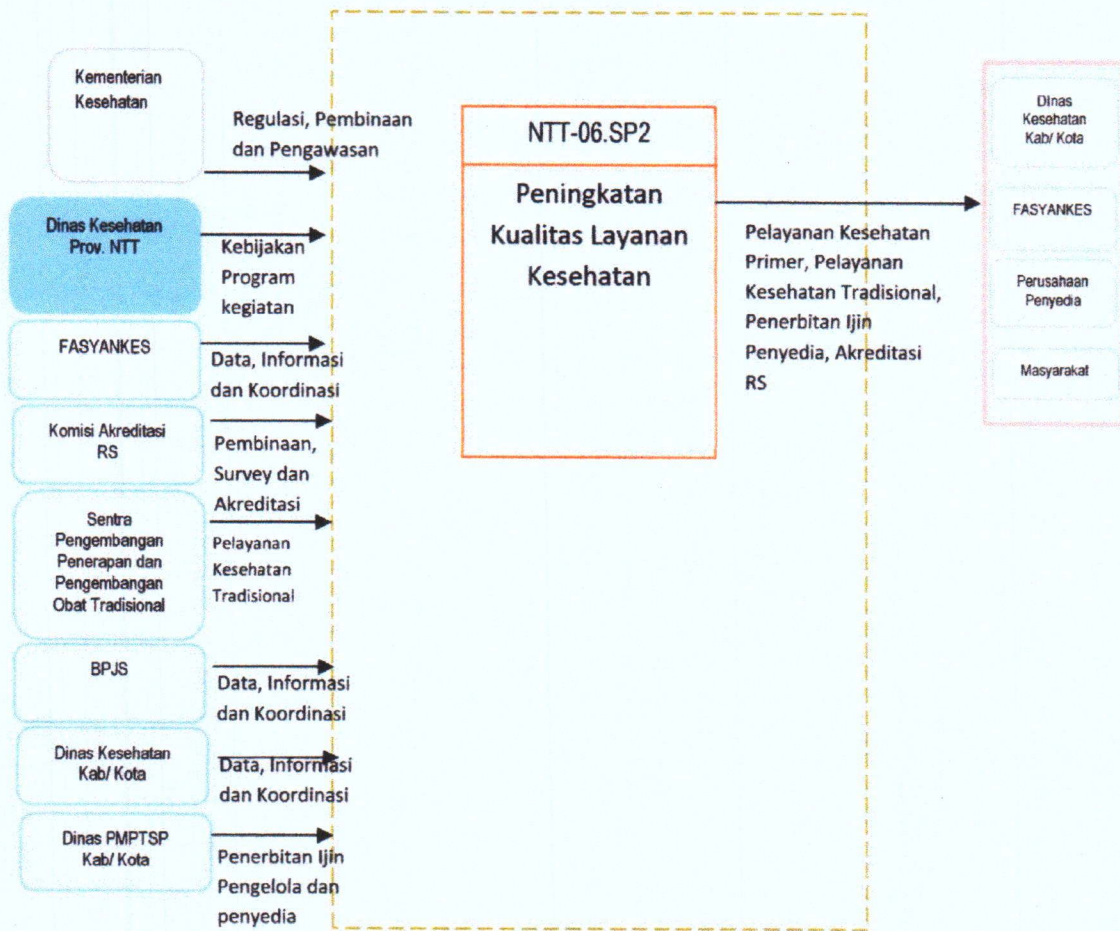 Kementerian
Kesehatan
Regulasi, Pembinaan
dan Pengawasan
Dinas Kesehatan
Prov. NTT
Kebijakan
Program
kegiatan
FASYANKES
Data, Informasi
dan Koordinasi
Komisi Akreditasi
RS
Pembinaan,
Survey dan
Akreditasi
Sentra
Pengembangan
Penerapan dan
Pengembangan
Obat Tradisional
Pelayanan
Kesehatan
Tradisional
BPJS
Data, Informasi
dan Koordinasi
Dinas Kesehatan
Kab/ Kota
Data, Informasi
dan Koordinasi
Dinas PMPTSP
Kab/ Kota
Penerbitan Ijin
Pengelola dan
penyedia
NTT-06.SP2
Peningkatan
Kualitas Layanan
Kesehatan
Pelayanan Kesehatan
Primer, Pelayanan
Kesehatan Tradisional,
Penerbitan Ijin
Penyedia, Akreditasi
RS
Dinas
Kesehatan
Kab/ Kota
FASYANKES
Perusahaan
Penyedia
Masyarakat